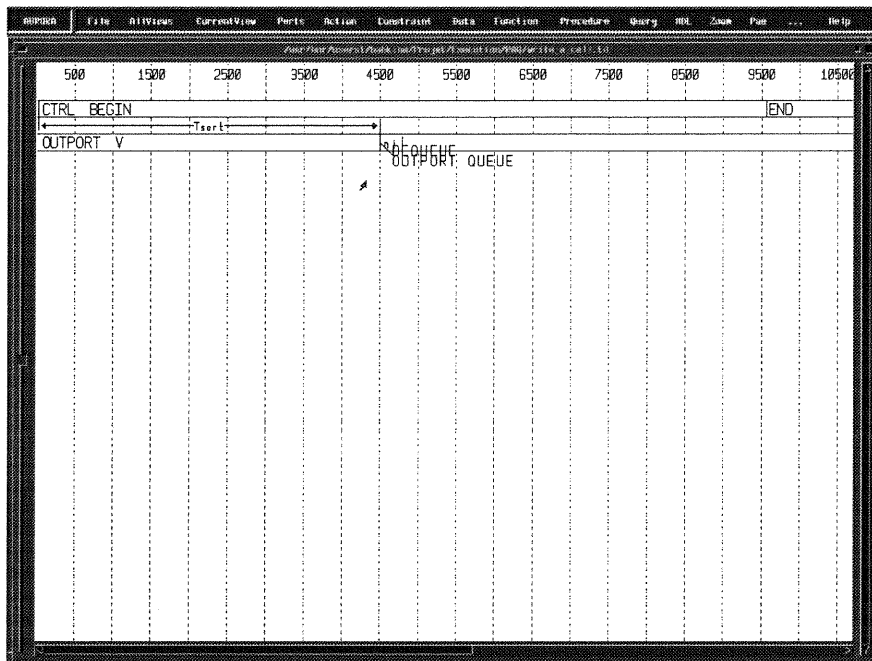 AURORA File AllViews CurrentView Ports Action Constraint Data Function Procedure Query HDL Zoom Pan ... Help
500 1500 2500 3500 4500 5500 6500 7500 8500 9500 10500
CTRL BEGIN END
Tsort
OUTPORT V
QUEUE
OUTPORT QUEUE